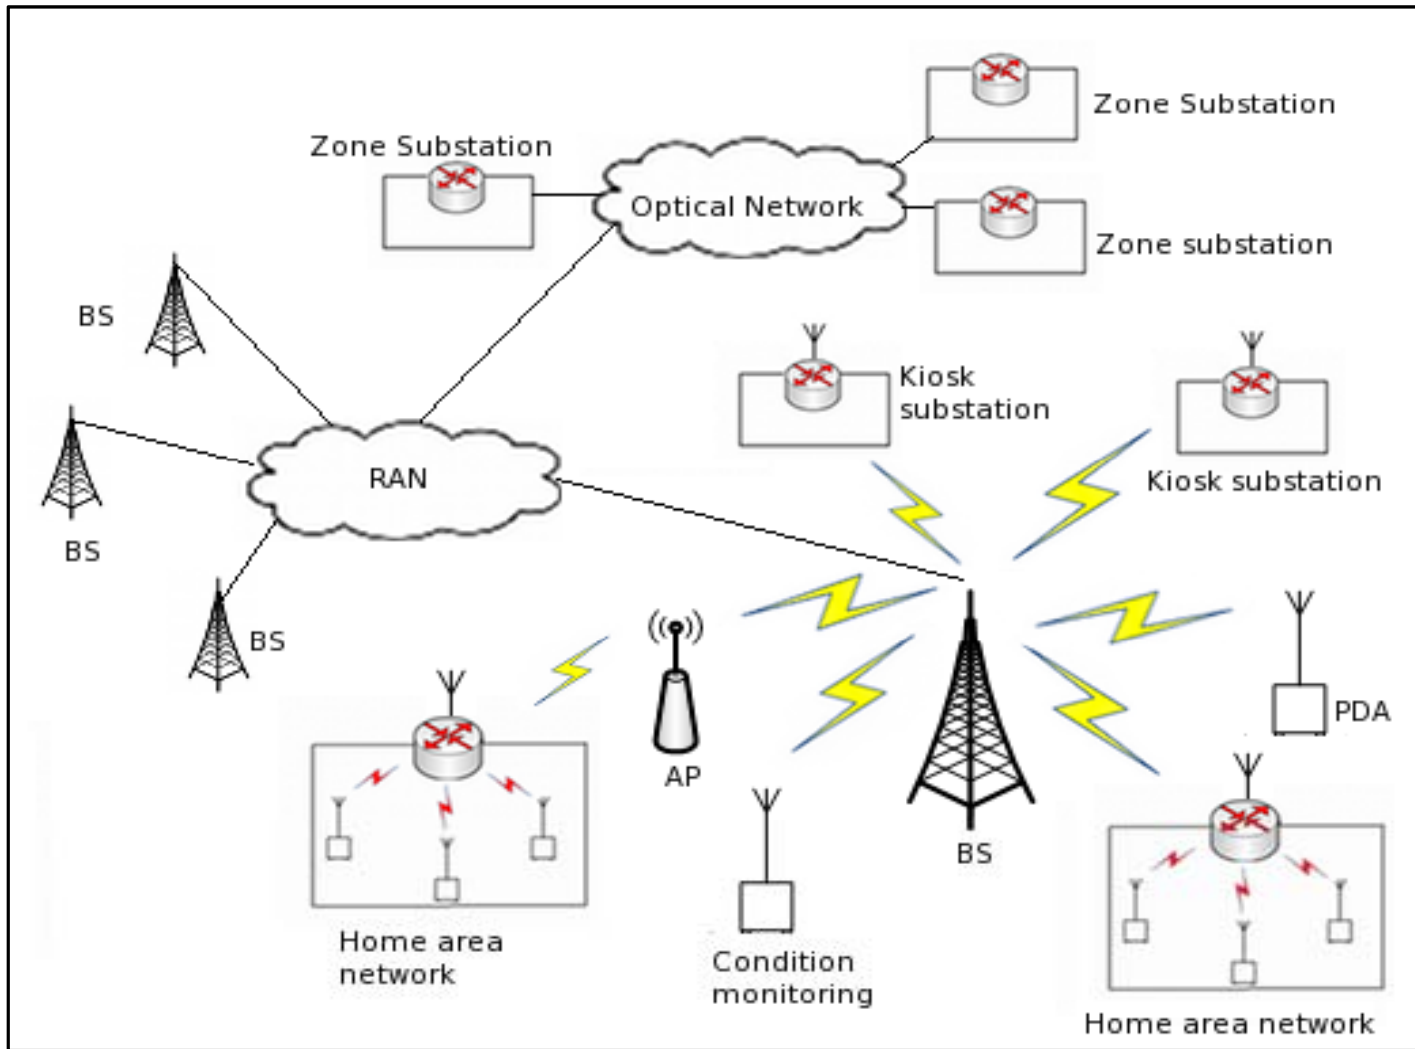 Zone Substation
Zone Substation
Optical Network
Zone substation
BS
Kiosk
substation
Kiosk substation
RAN
BS
BS
PDA
AP
BS
Home area
network
Condition
monitoring
Home area network